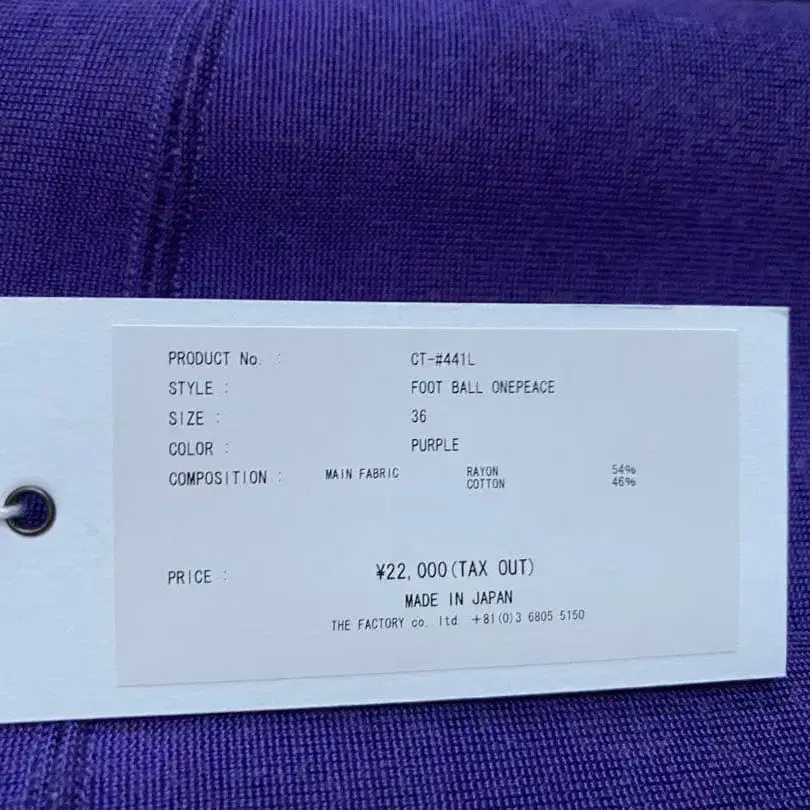 PRODUCT No. : CT-#441L
STYLE : FOOT BALL ONEPEACE
SIZE : 36
COLOR : PURPLE
COMPOSITION : MAIN FABRIC RAYON 54%
COTTON 46%
PRICE : ¥22,000(TAX OUT)
MADE IN JAPAN
THE FACTORY co. ltd. +81(0)3 6805 5150